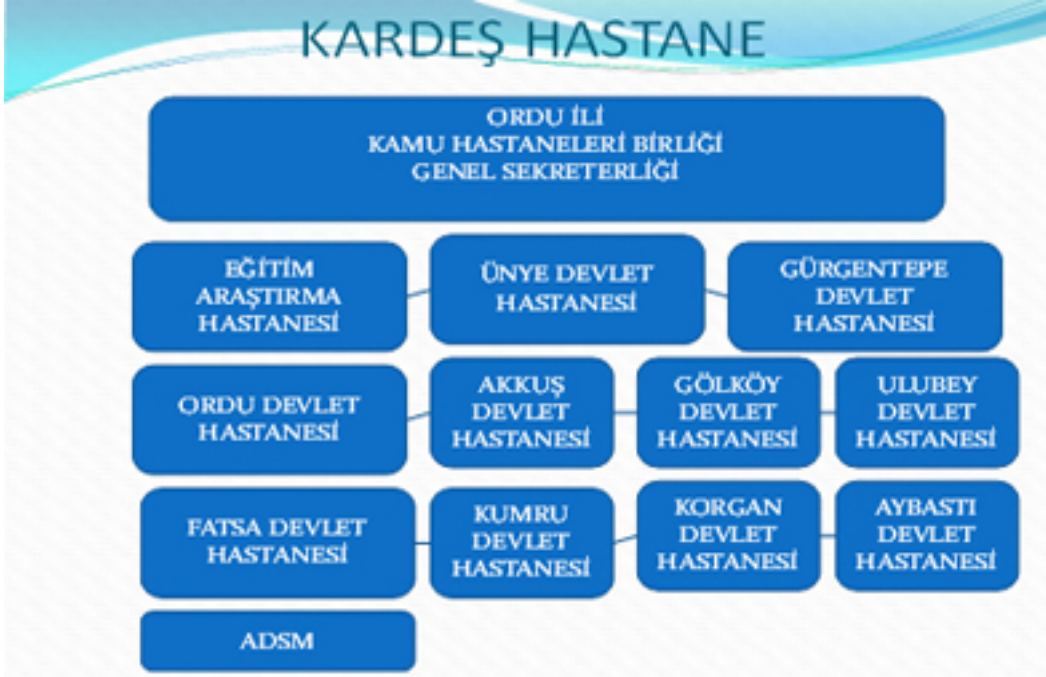 KARDEŞ HASTANE
ORDU İLİ
KAMU HASTANELERİ BİRLİĞİ
GENEL SEKRETERLİĞİ
EĞİTİM
ARAŞTIRMA
HASTANESİ
ÜNYE DEVLET
HASTANESİ
GÜRGENTEPE
DEVLET
HASTANESİ
ORDU DEVLET
HASTANESİ
AKKUŞ
DEVLET
HASTANESİ
GÖLKÖY
DEVLET
HASTANESİ
ULUBEY
DEVLET
HASTANESİ
FATSA DEVLET
HASTANESİ
KUMRU
DEVLET
HASTANESİ
KORGAN
DEVLET
HASTANESİ
AYBASTI
DEVLET
HASTANESİ
ADSM